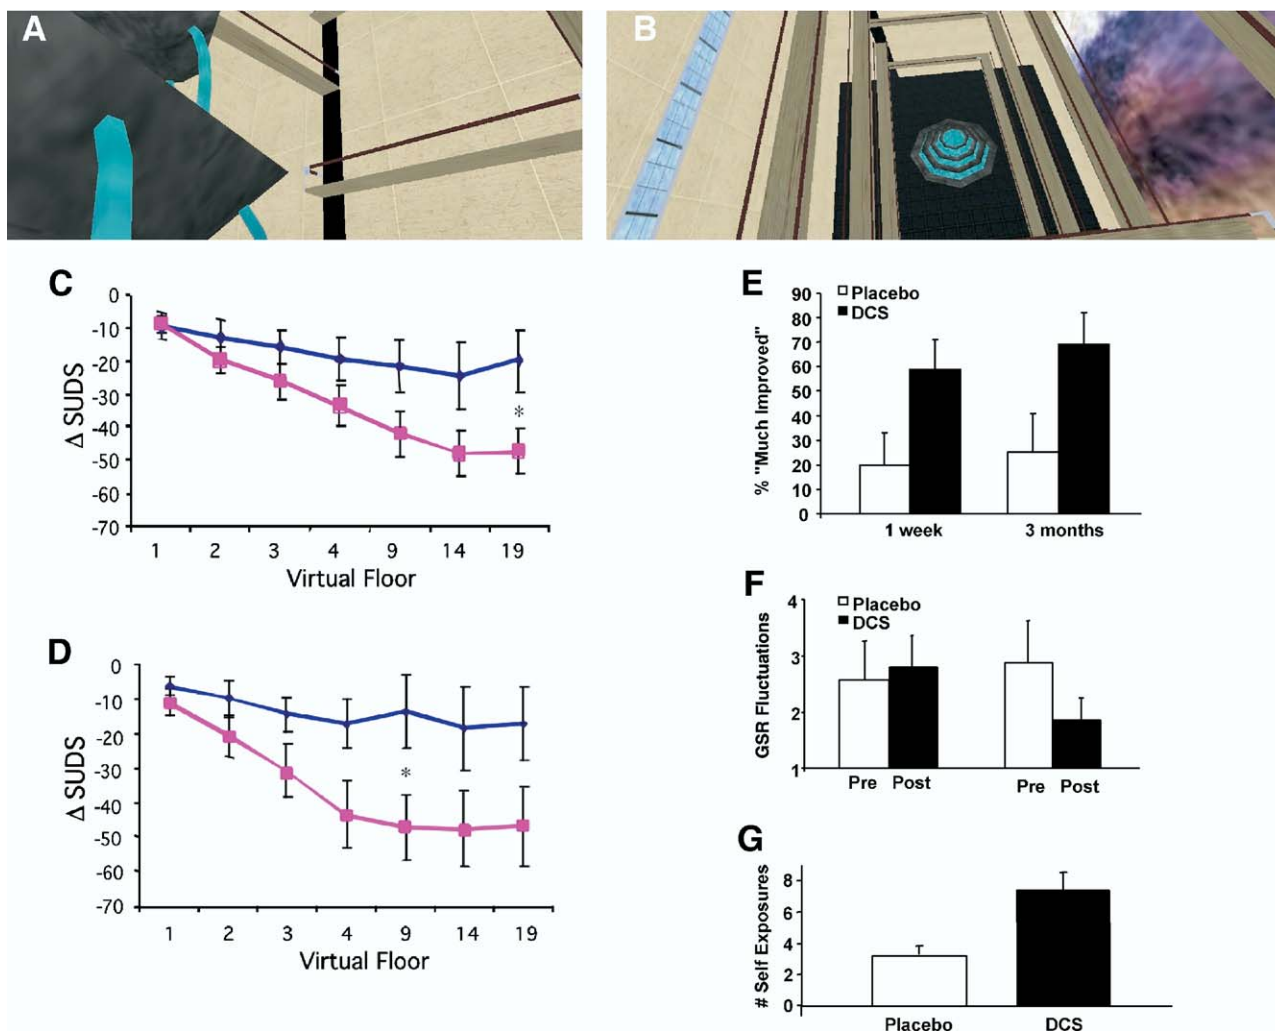 A
B
C
0
-10
-20
-30
-40
-50
-60
-70
Δ SUDS
*
1 2 3 4 9 14 19
Virtual Floor
D
0
-10
-20
-30
-40
-50
-60
-70
Δ SUDS
*
1 2 3 4 9 14 19
Virtual Floor
E
Placebo
DCS
90
80
70
60
50
40
30
20
10
0
% "Much Improved"
1 week 3 months
F
Placebo
DCS
4
3
2
1
GSR Fluctuations
Pre Post Pre Post
G
8
6
4
2
0
# Self Exposures
Placebo DCS